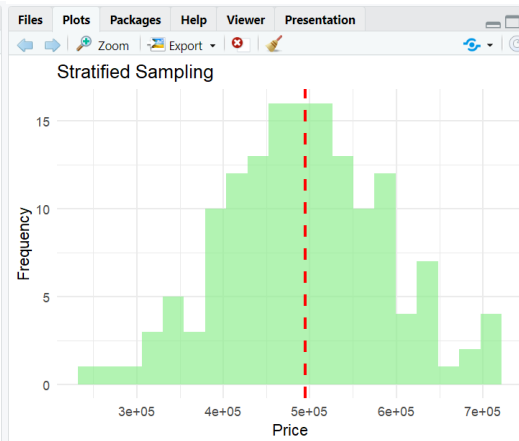 Files Plots Packages Help Viewer Presentation
Zoom Export
Stratified Sampling
Frequency
15
10
5
0
3e+05 4e+05 5e+05 6e+05 7e+05
Price